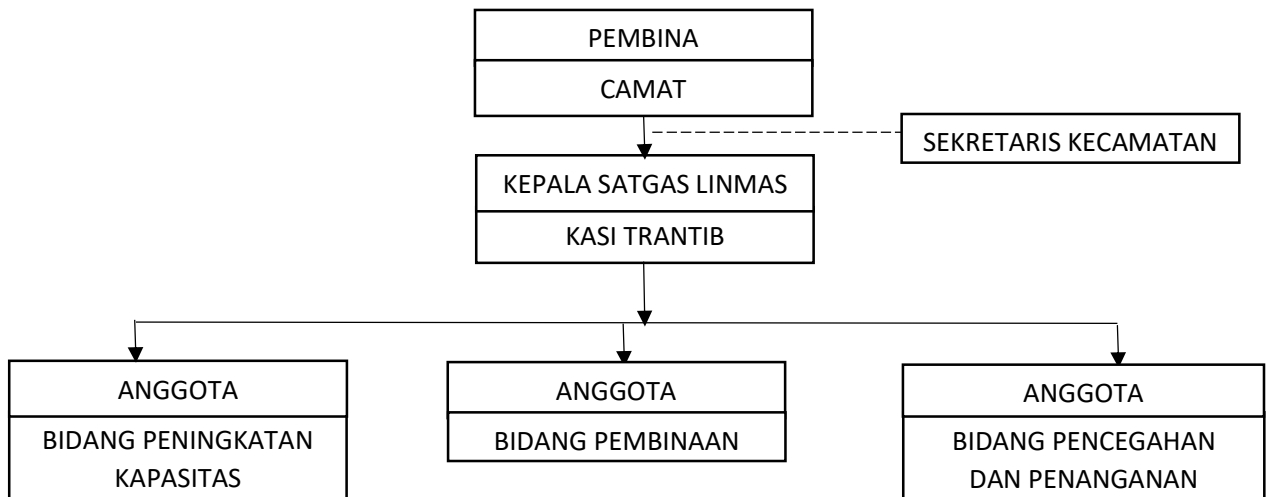 PEMBINA
CAMAT
SEKRETARIS KECAMATAN
KEPALA SATGAS LINMAS
KASI TRANTIB
ANGGOTA
BIDANG PENINGKATAN
KAPASITAS
ANGGOTA
BIDANG PEMBINAAN
ANGGOTA
BIDANG PENCEGAHAN
DAN PENANGANAN